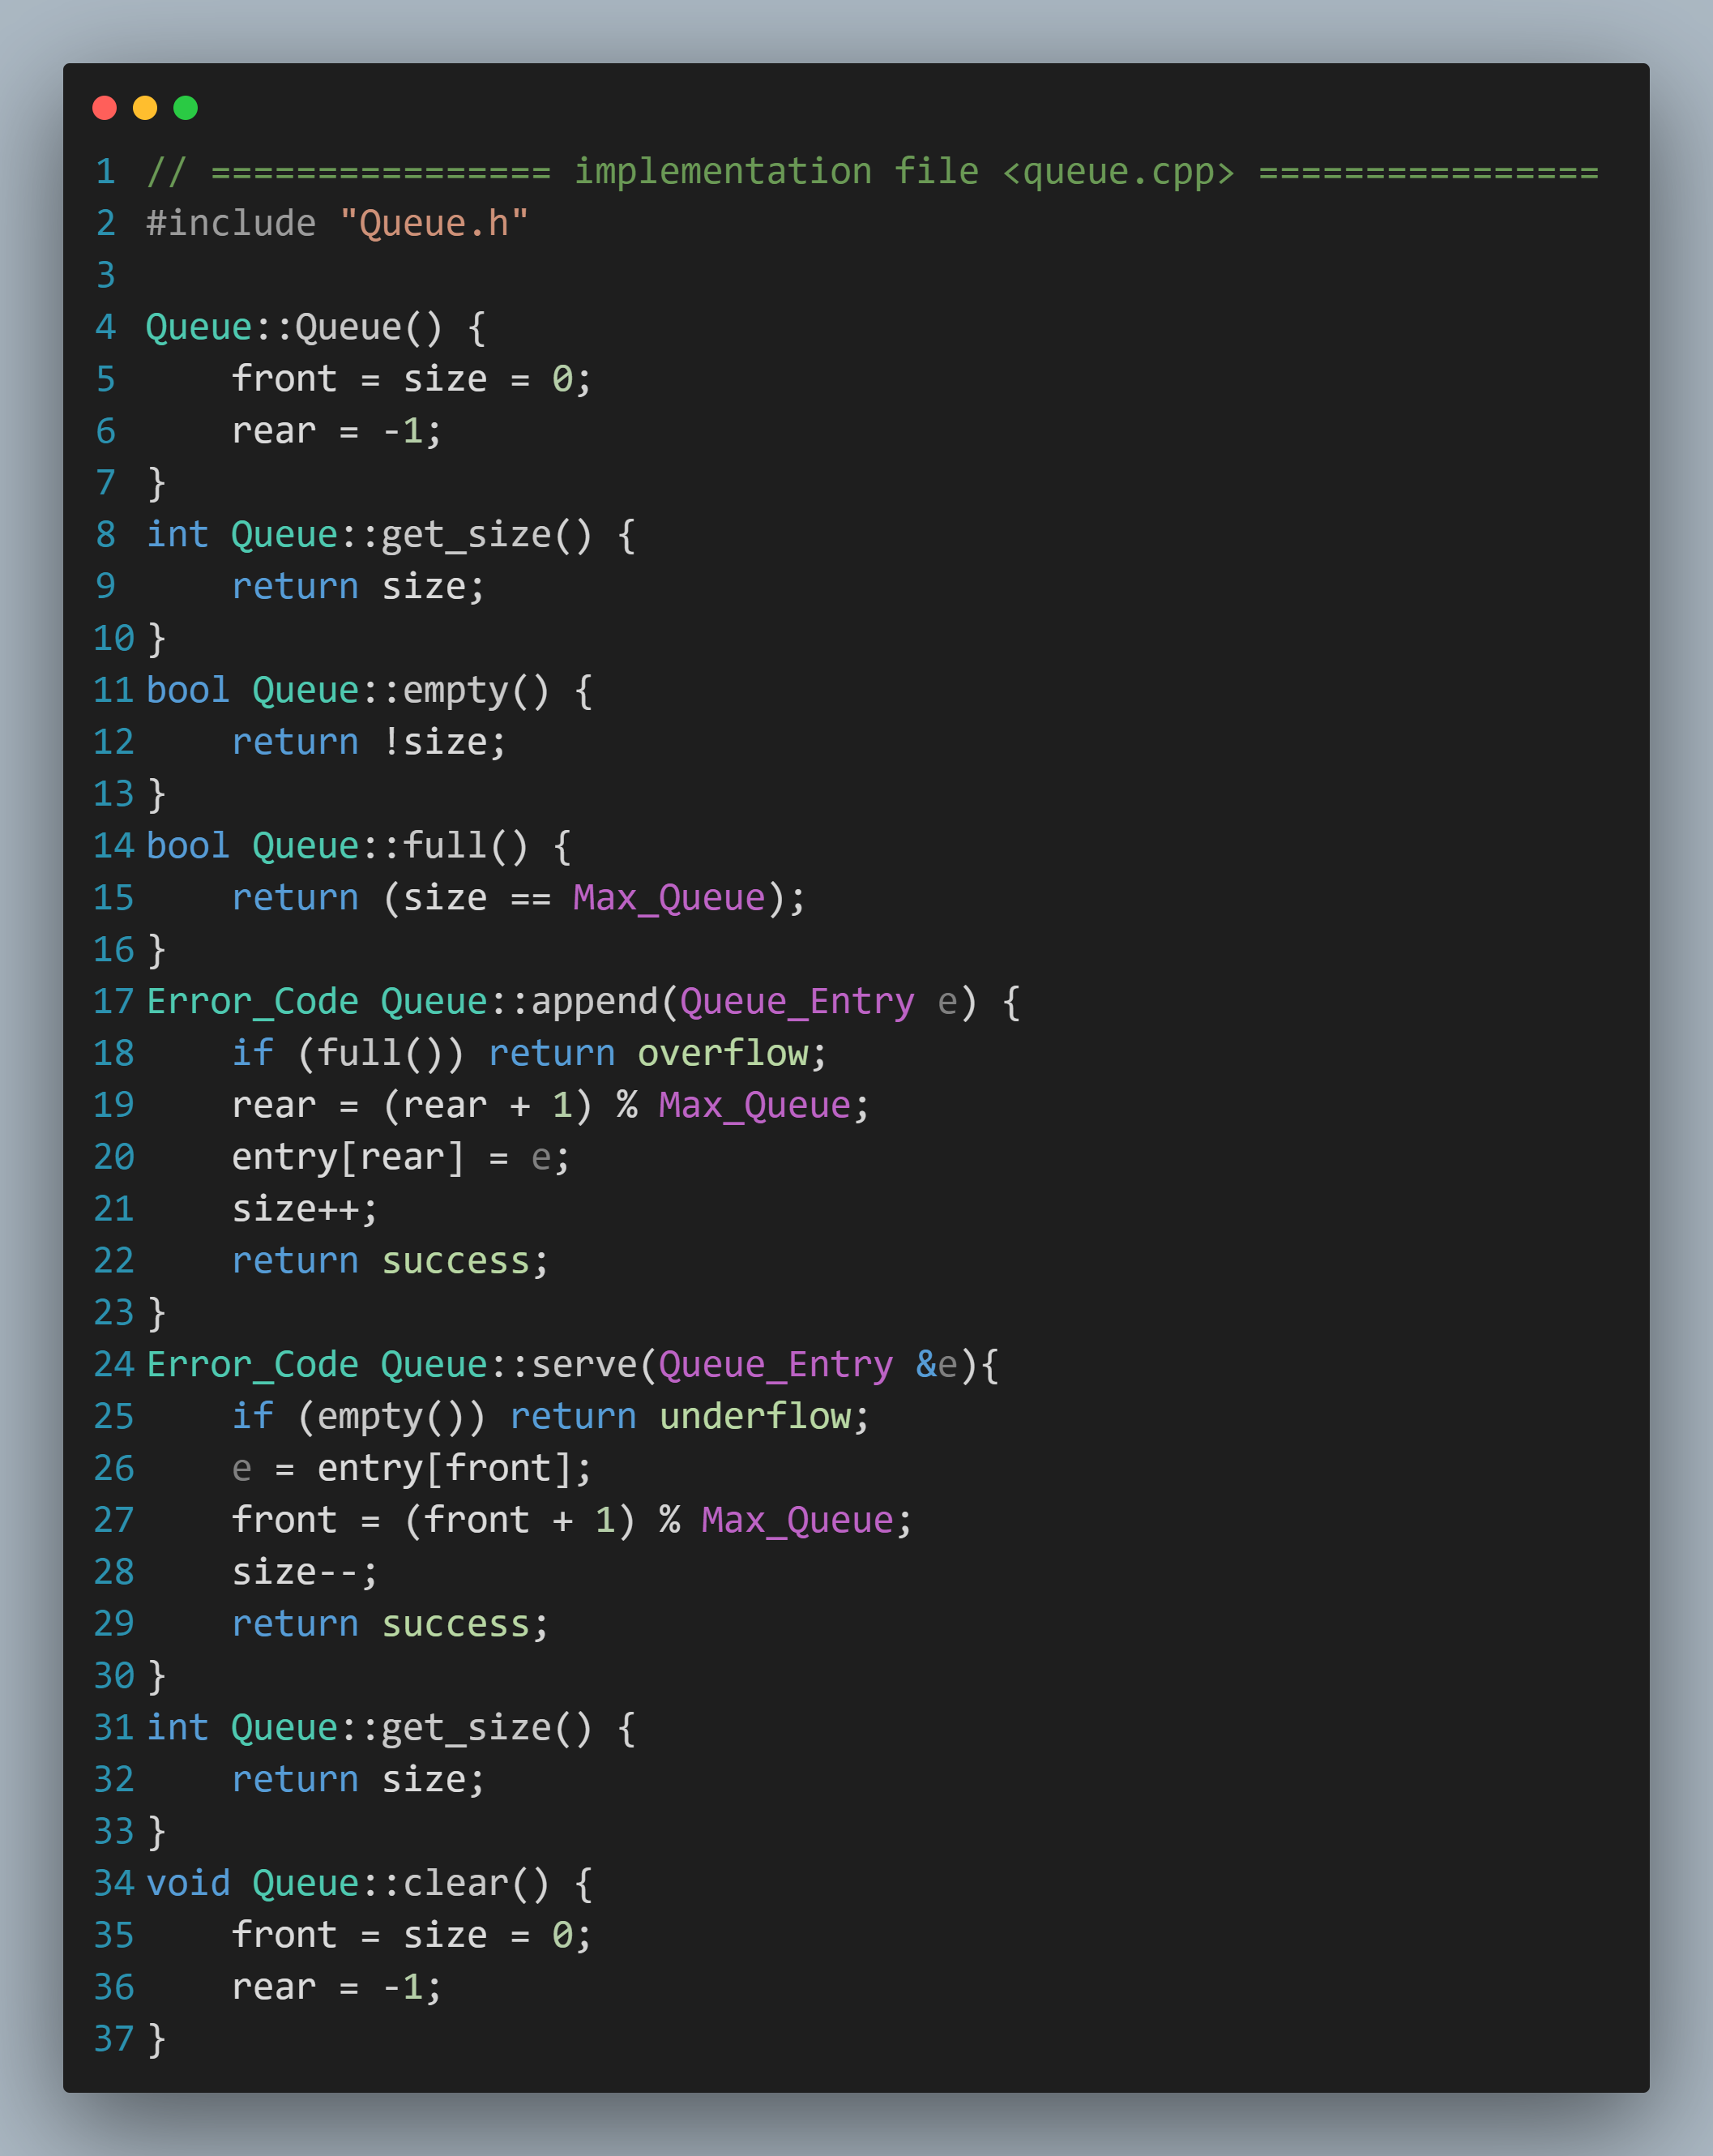 1 // ================ implementation file <queue.cpp> ================
2 #include "Queue.h"
3
4 Queue::Queue() {
5     front = size = 0;
6     rear = -1;
7 }
8 int Queue::get_size() {
9     return size;
10 }
11 bool Queue::empty() {
12     return !size;
13 }
14 bool Queue::full() {
15     return (size == Max_Queue);
16 }
17 Error_Code Queue::append(Queue_Entry e) {
18     if (full()) return overflow;
19     rear = (rear + 1) % Max_Queue;
20     entry[rear] = e;
21     size++;
22     return success;
23 }
24 Error_Code Queue::serve(Queue_Entry &e){
25     if (empty()) return underflow;
26     e = entry[front];
27     front = (front + 1) % Max_Queue;
28     size--;
29     return success;
30 }
31 int Queue::get_size() {
32     return size;
33 }
34 void Queue::clear() {
35     front = size = 0;
36     rear = -1;
37 }